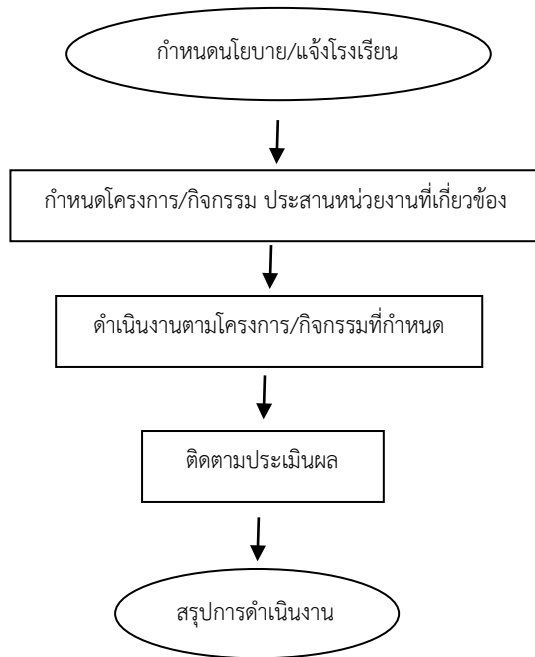 กำหนดนโยบาย/แจ้งโรงเรียน
กำหนดโครงการ/กิจกรรม ประสานหน่วยงานที่เกี่ยวข้อง
ดำเนินงานตามโครงการ/กิจกรรมที่กำหนด
ติดตามประเมินผล
สรุปการดำเนินงาน